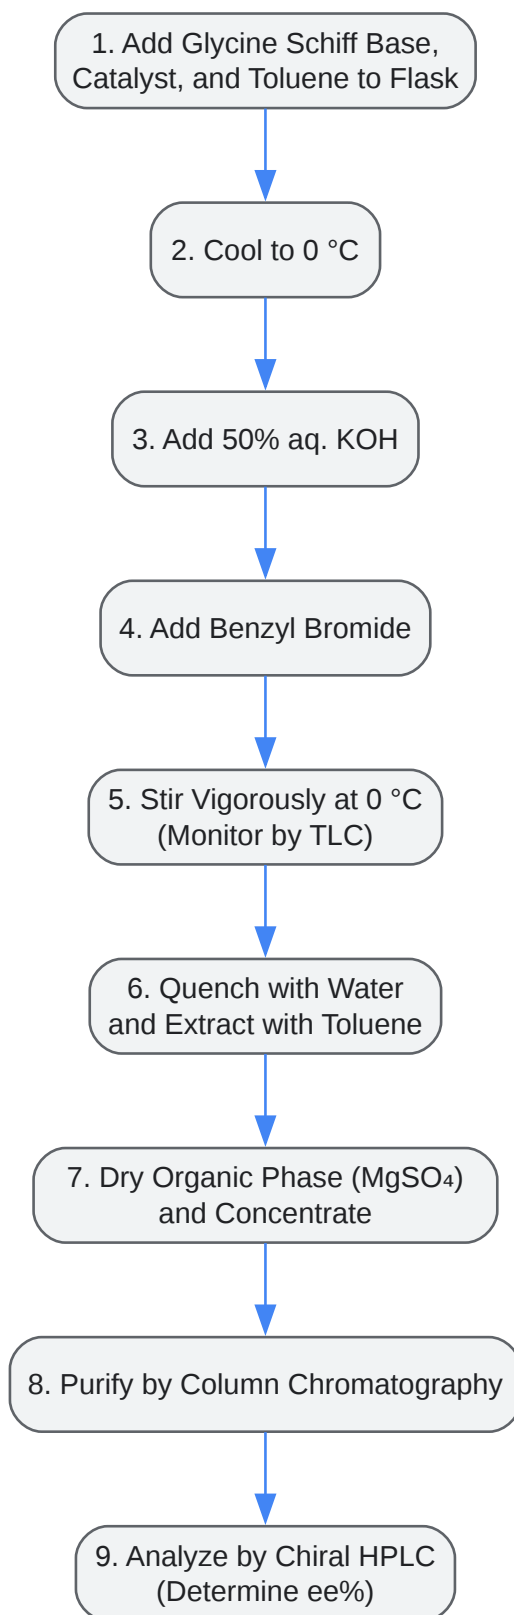 1. Add Glycine Schiff Base,
Catalyst, and Toluene to Flask
2. Cool to 0 °C
3. Add 50% aq. KOH
4. Add Benzyl Bromide
5. Stir Vigorously at 0 °C
(Monitor by TLC)
6. Quench with Water
and Extract with Toluene
7. Dry Organic Phase (MgSO₄)
and Concentrate
8. Purify by Column Chromatography
9. Analyze by Chiral HPLC
(Determine ee%)